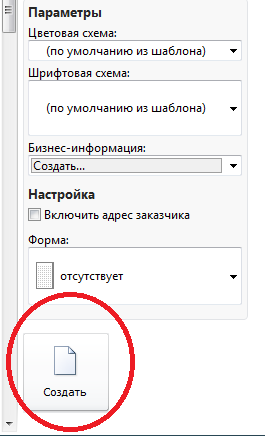 Параметры
Цветовая схема:
(по умолчанию из шаблона)
Шрифтовая схема:
(по умолчанию из шаблона)
Бизнес-информация:
Создать...
Настройка
Включить адрес заказчика
Форма:
отсутствует
Создать